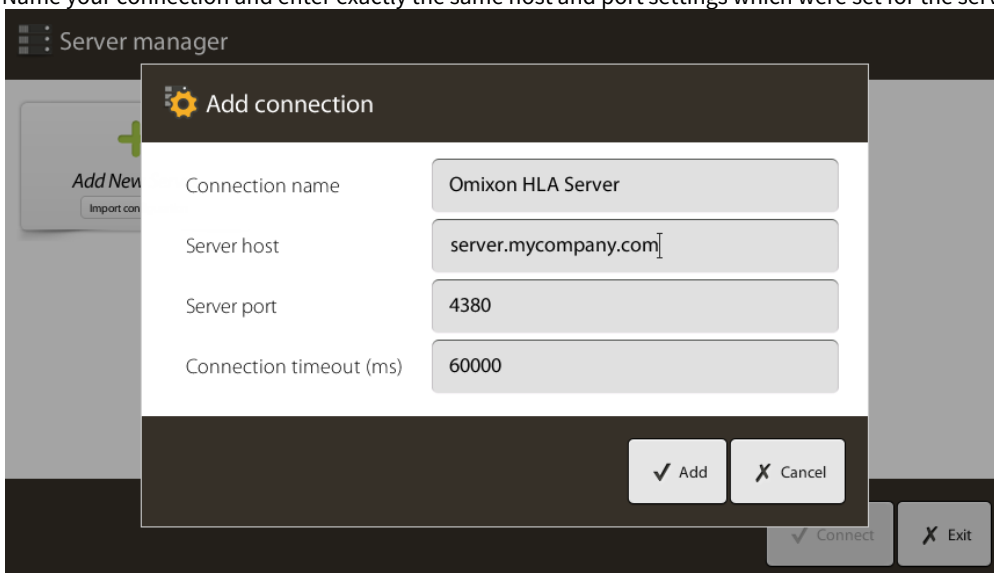 Name your connection and enter exactly the same host and port settings which were set for the
Server manager
Add connection
Add New
Import con
Connection name Omixon HLA Server
Server host server.mycompany.com
Server port 4380
Connection timeout (ms) 60000
Add Cancel
Connect Exit